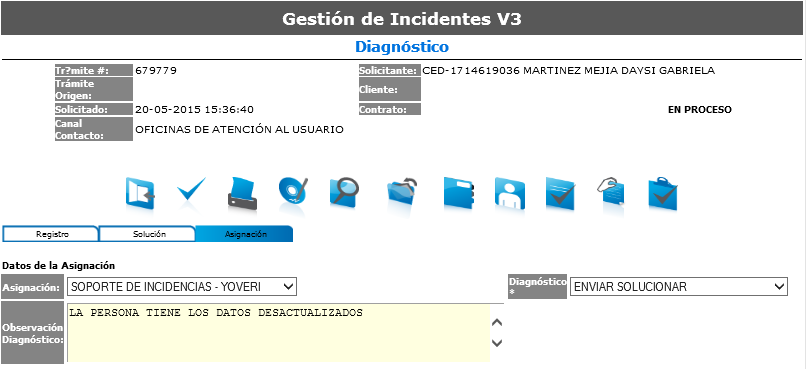 Gestión de Incidentes V3
Diagnóstico
Tr?mite #: 679779 Solicitante: CED-1714619036 MARTINEZ MEJIA DAYSI GABRIELA
Trámite Origen: Cliente:
Solicitado: 20-05-2015 15:36:40 Contrato: EN PROCESO
Canal Contacto: OFICINAS DE ATENCIÓN AL USUARIO
Registro Solución Asignación
Datos de la Asignación
Asignación: SOPORTE DE INCIDENCIAS - YOVERI Diagnóstico * ENVIAR SOLUCIONAR
Observación Diagnóstico: LA PERSONA TIENE LOS DATOS DESACTUALIZADOS